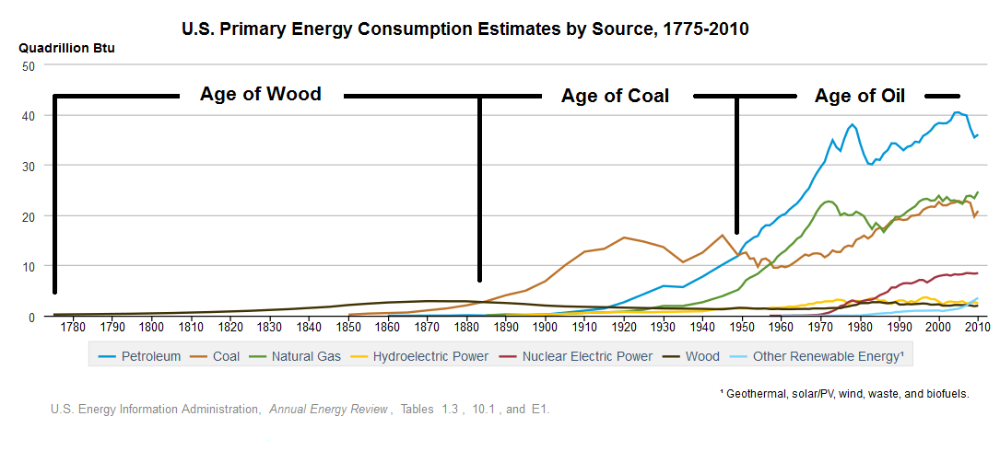 U.S. Primary Energy Consumption Estimates by Source, 1775-2010
Quadrillion Btu
50
Age of Wood Age of Coal Age of Oil
40
30
20
10
0
1780 1790 1800 1810 1820 1830 1840 1850 1860 1870 1880 1890 1900 1910 1920 1930 1940 1950 1960 1970 1980 1990 2000 2010
Petroleum Coal Natural Gas Hydroelectric Power Nuclear Electric Power Wood Other Renewable Energy¹
¹ Geothermal, solar/PV, wind, waste, and biofuels.
U.S. Energy Information Administration, Annual Energy Review, Tables 1.3, 10.1, and E1.